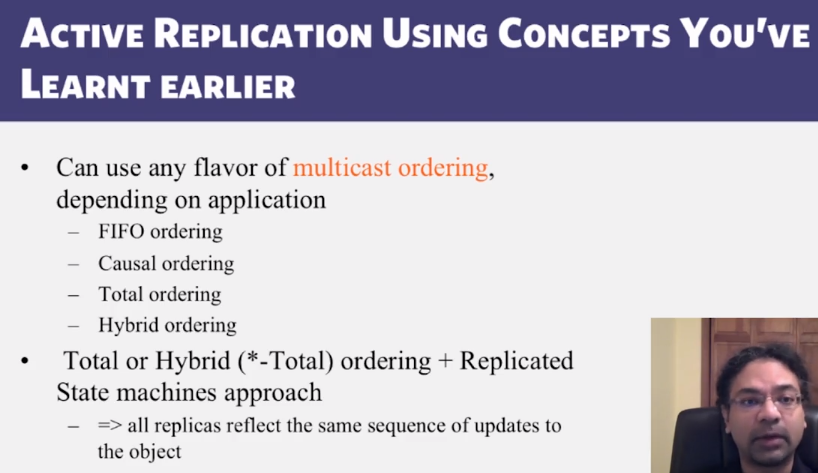 ACTIVE REPLICATION USING CONCEPTS YOU'VE
LEARNT EARLIER
• Can use any flavor of multicast ordering,
depending on application
– FIFO ordering
– Causal ordering
– Total ordering
– Hybrid ordering
• Total or Hybrid (*-Total) ordering + Replicated
State machines approach
– => all replicas reflect the same sequence of updates to
the object